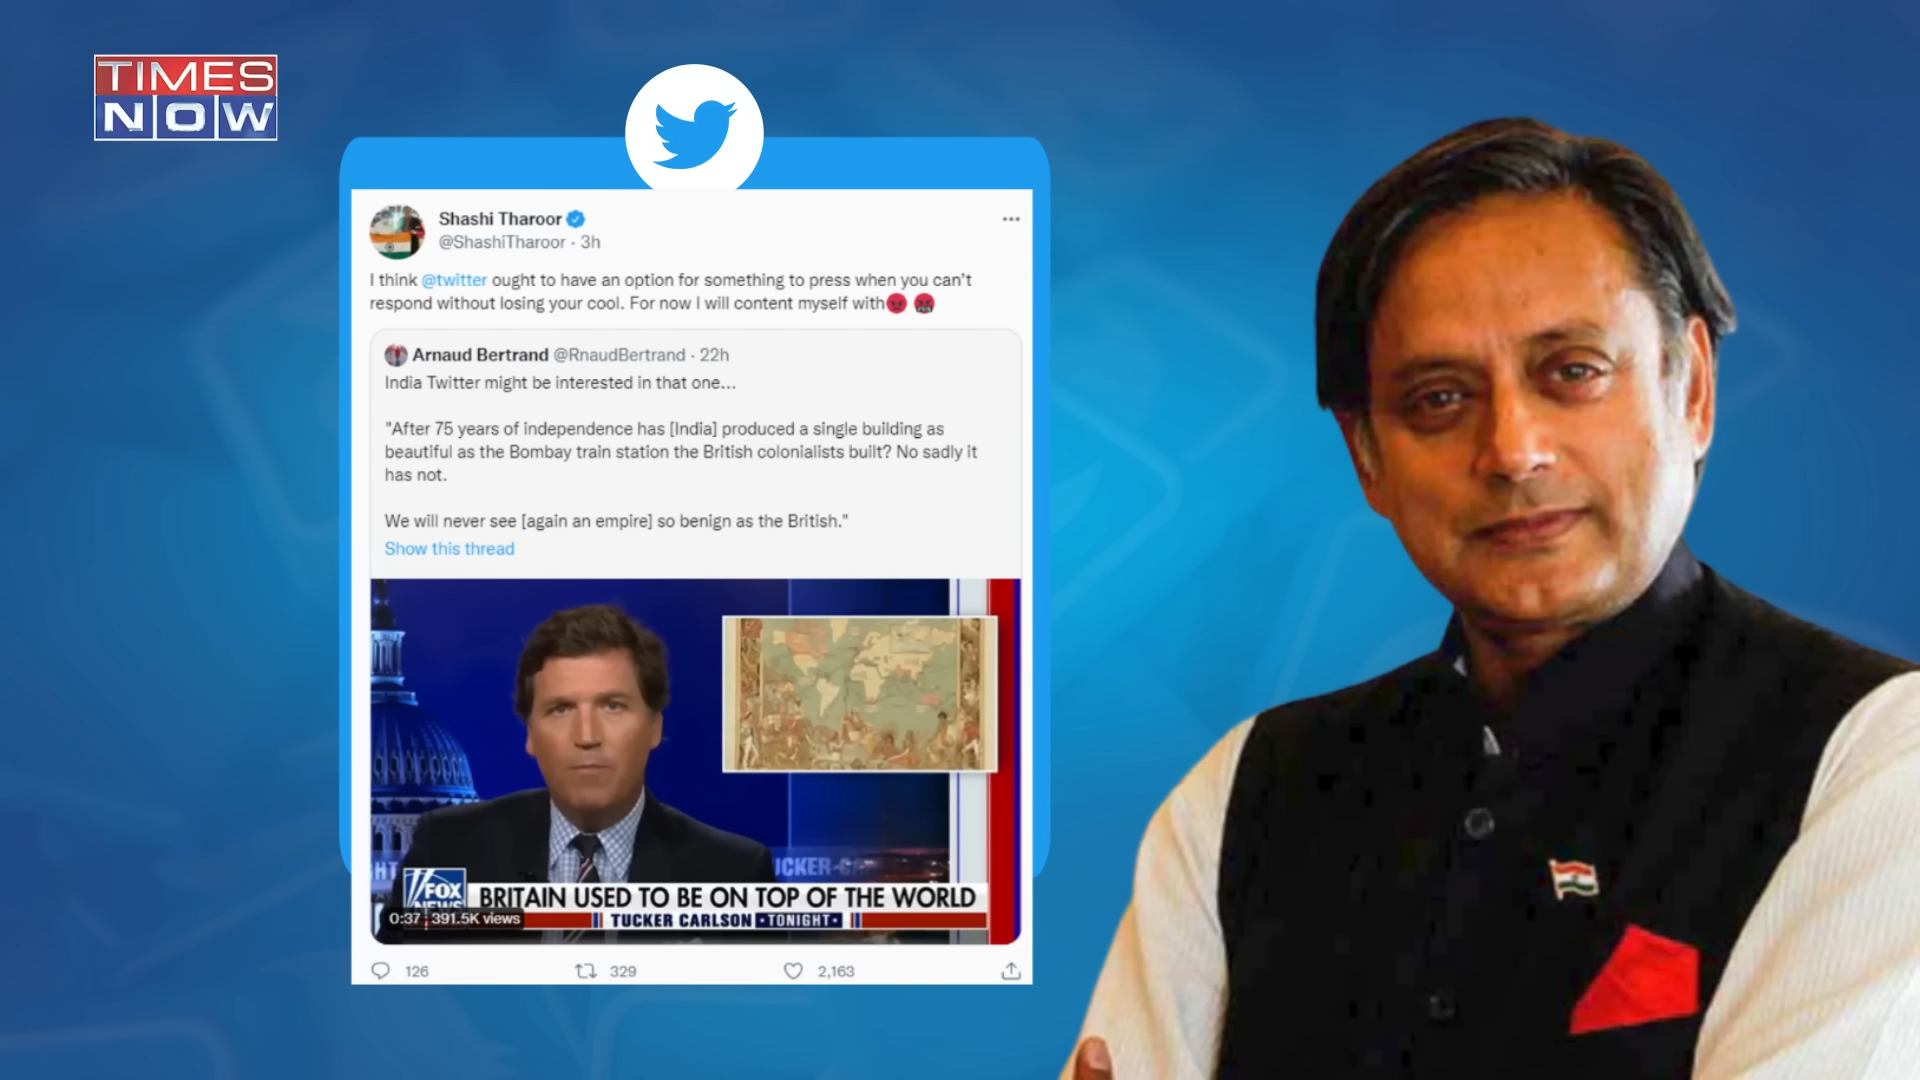 TIMES
NOW
Shashi Tharoor
@ShashiTharoor · 3h
I think @twitter ought to have an option for something to press when you can't
respond without losing your cool. For now I will content myself with😡 🤬
Arnaud Bertrand @RnaudBertrand · 22h
India Twitter might be interested in that one...
"After 75 years of independence has [India] produced a single building as
beautiful as the Bombay train station the British colonialists built? No sadly it
has not.
We will never see [again an empire] so benign as the British."
Show this thread
FOX
NEWS
BRITAIN USED TO BE ON TOP OF THE WORLD
0:37 391.5K views
TUCKER CARLSON TONIGHT
126
329
2,163